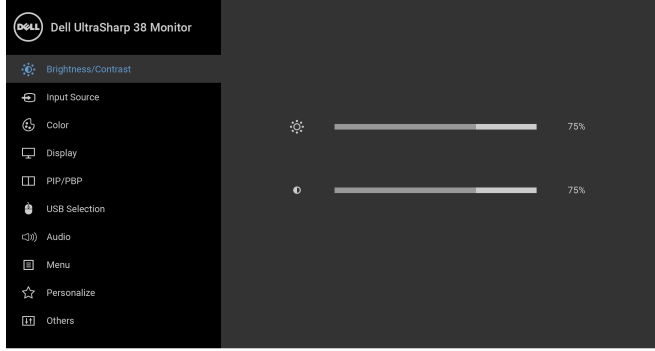 DELL
Dell UltraSharp 38 Monitor
Brightness/Contrast
Input Source
Color
Display
PIP/PBP
USB Selection
Audio
Menu
Personalize
Others
75%
75%